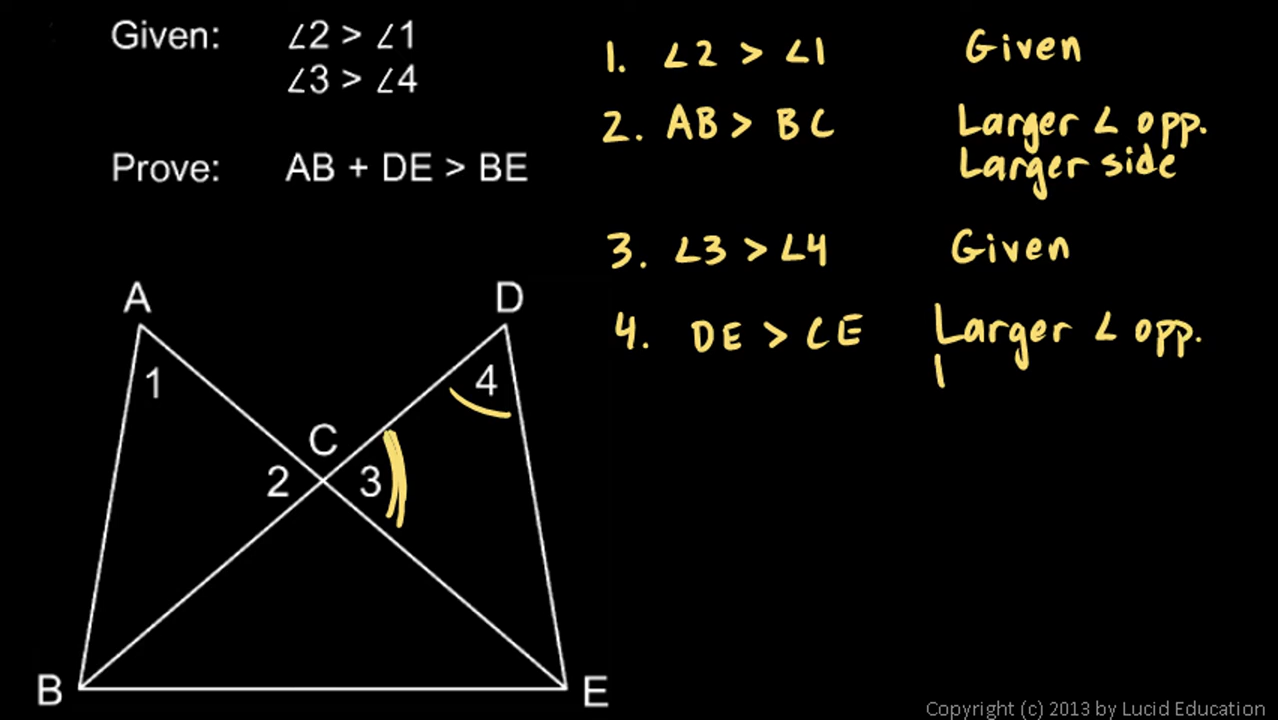 Given: ∠2 > ∠1
∠3 > ∠4
Prove: AB + DE > BE
1. ∠2 > ∠1 Given
2. AB > BC Larger ∠ opp.
Larger side
3. ∠3 > ∠4 Given
4. DE > CE Larger ∠ opp.
A
D
1
4
C
2
3
B
E
Copyright (c) 2013 by Lucid Education